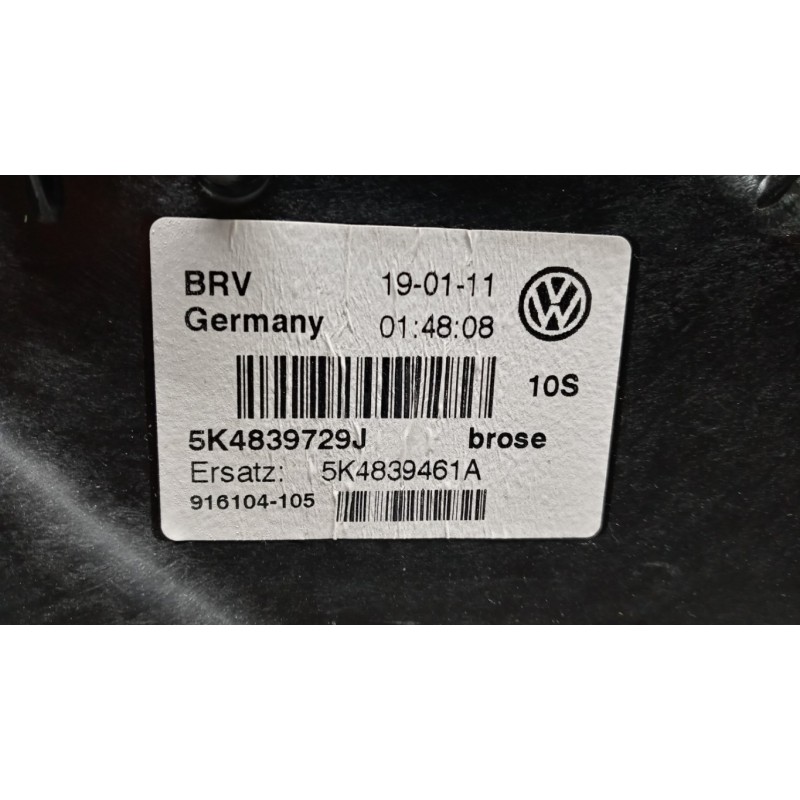 BRV 19-01-11
Germany 01:48:08
10S
5K4839729J brose
Ersatz: 5K4839461A
916104-105